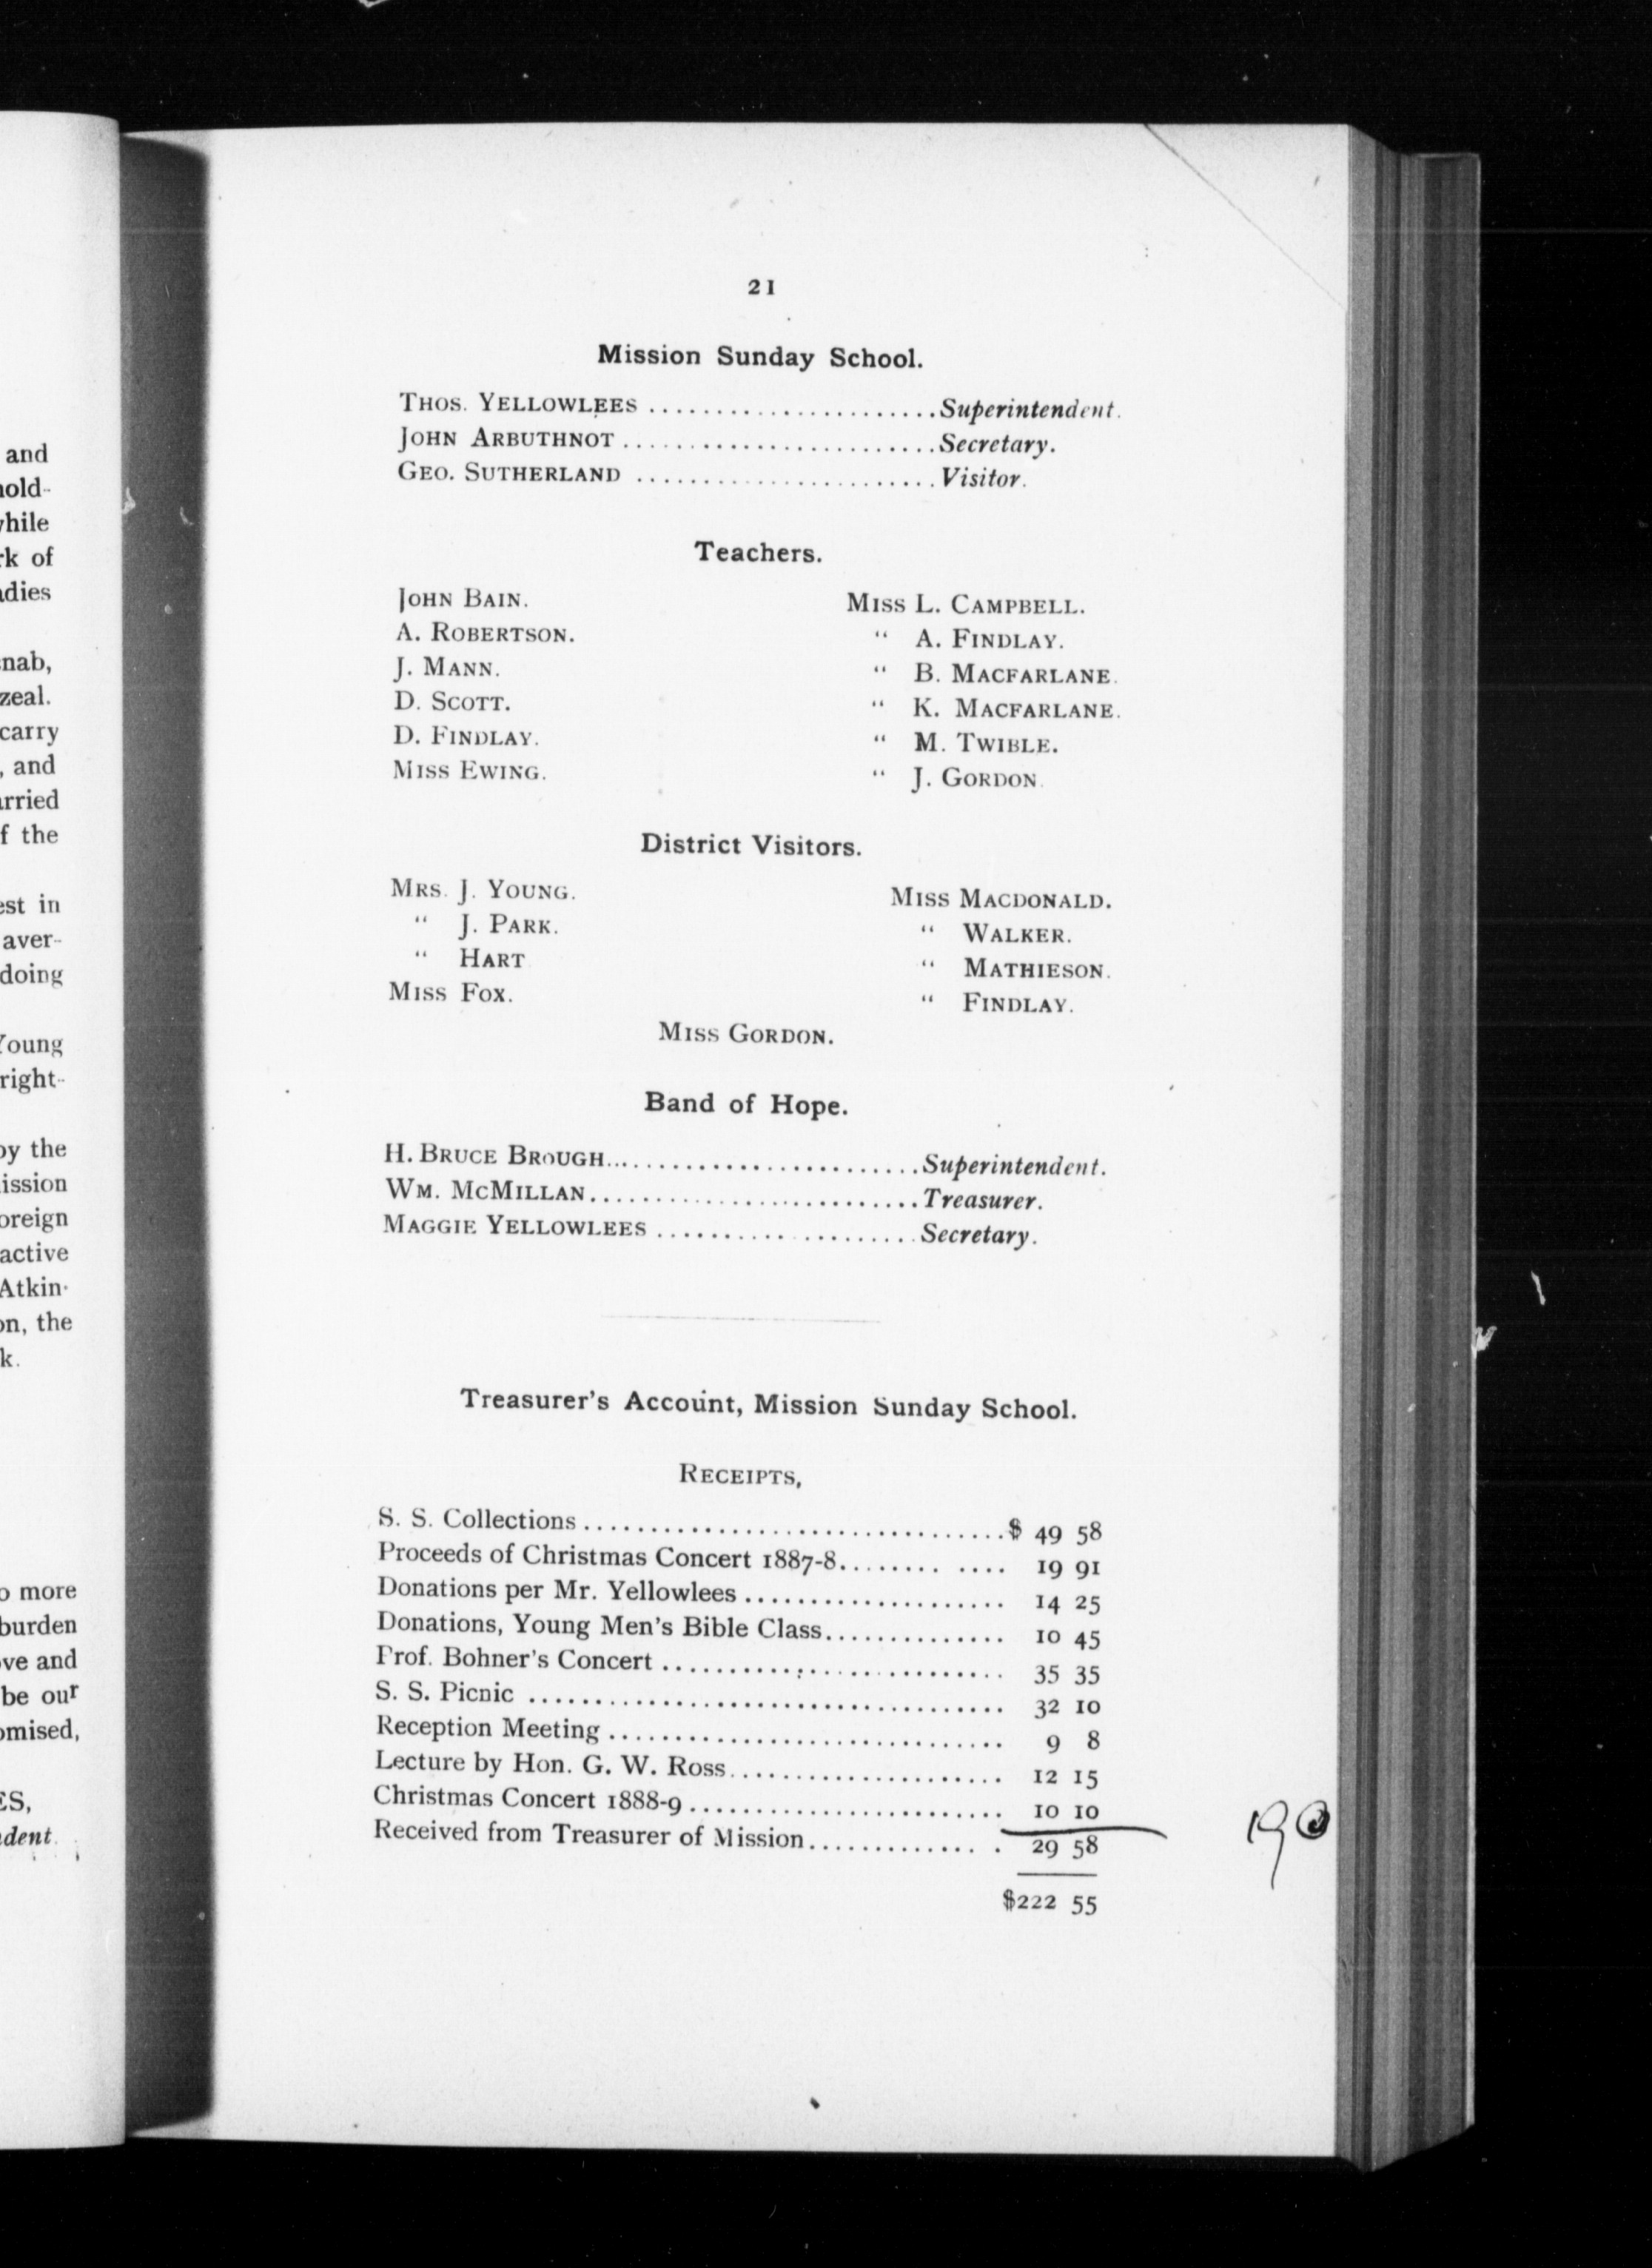 21
Mission Sunday School.
THOS. YELLOWLEES ...................... Superintendent.
JOHN ARBUTHNOT ........................ Secretary.
GEO. SUTHERLAND ....................... Visitor.
Teachers.
JOHN BAIN.
A. ROBERTSON.
J. MANN.
D. SCOTT.
D. FINDLAY.
MISS EWING.
MISS L. CAMPBELL.
“ A. FINDLAY.
“ B. MACFARLANE.
“ K. MACFARLANE.
“ M. TWIBLE.
“ J. GORDON.
District Visitors.
MRS. J. YOUNG.
“ J. PARK.
“ HART
MISS FOX.
MISS MACDONALD.
“ WALKER.
“ MATHIESON.
“ FINDLAY.
MISS GORDON.
Band of Hope.
H. BRUCE BROUGH........................ Superintendent.
WM. MCMILLAN........................ Treasurer.
MAGGIE YELLOWLEES .................... Secretary.
Treasurer's Account, Mission Sunday School.
RECEIPTS,
S. S. Collections ................................ $ 49 58
Proceeds of Christmas Concert 1887-8........ .... 19 91
Donations per Mr. Yellowlees .................... 14 25
Donations, Young Men's Bible Class.............. 10 45
Prof. Bohner's Concert .......................... 35 35
S. S. Picnic .................................... 32 10
Reception Meeting .............................. 9 8
Lecture by Hon. G. W. Ross..................... 12 15
Christmas Concert 1888-9........................ 10 10
Received from Treasurer of Mission............. . 29 58
$222 55
and
hold-
while
rk of
adies
nab,
zeal.
carry
, and
arried
f the
est in
aver-
doing
Young
right-
by the
ission
oreign
active
Atkin-
on, the
k.
o more
burden
ove and
be our
omised,
ES,
dent.